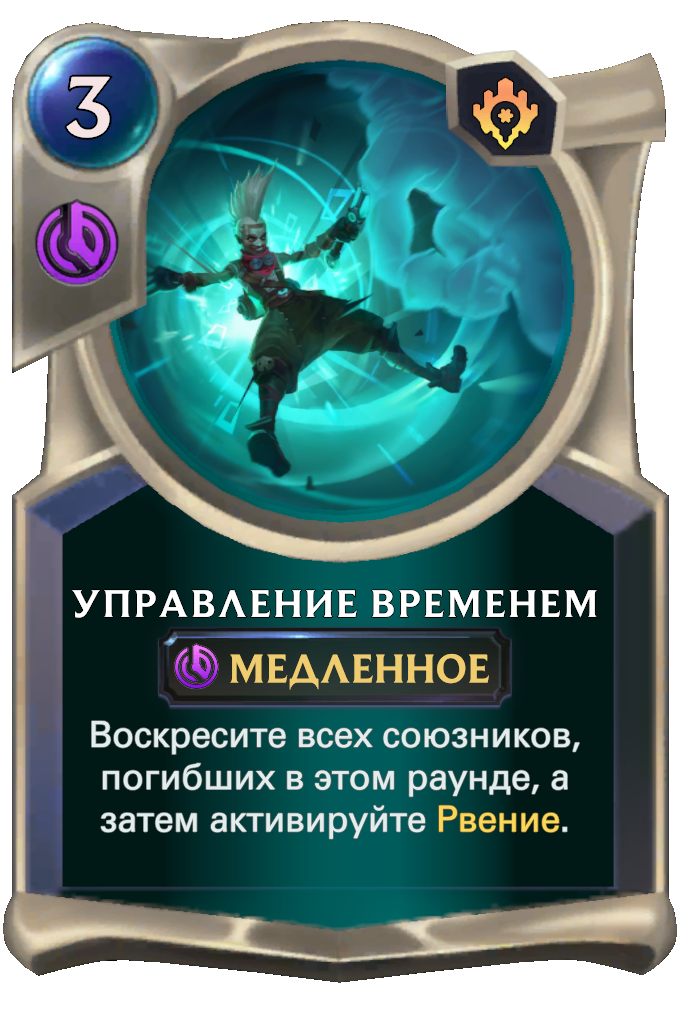 3
УПРАВЛЕНИЕ ВРЕМЕНЕМ
МЕДЛЕННОЕ
Воскресите всех союзников,
погибших в этом раунде, а
затем активируйте Рвение.